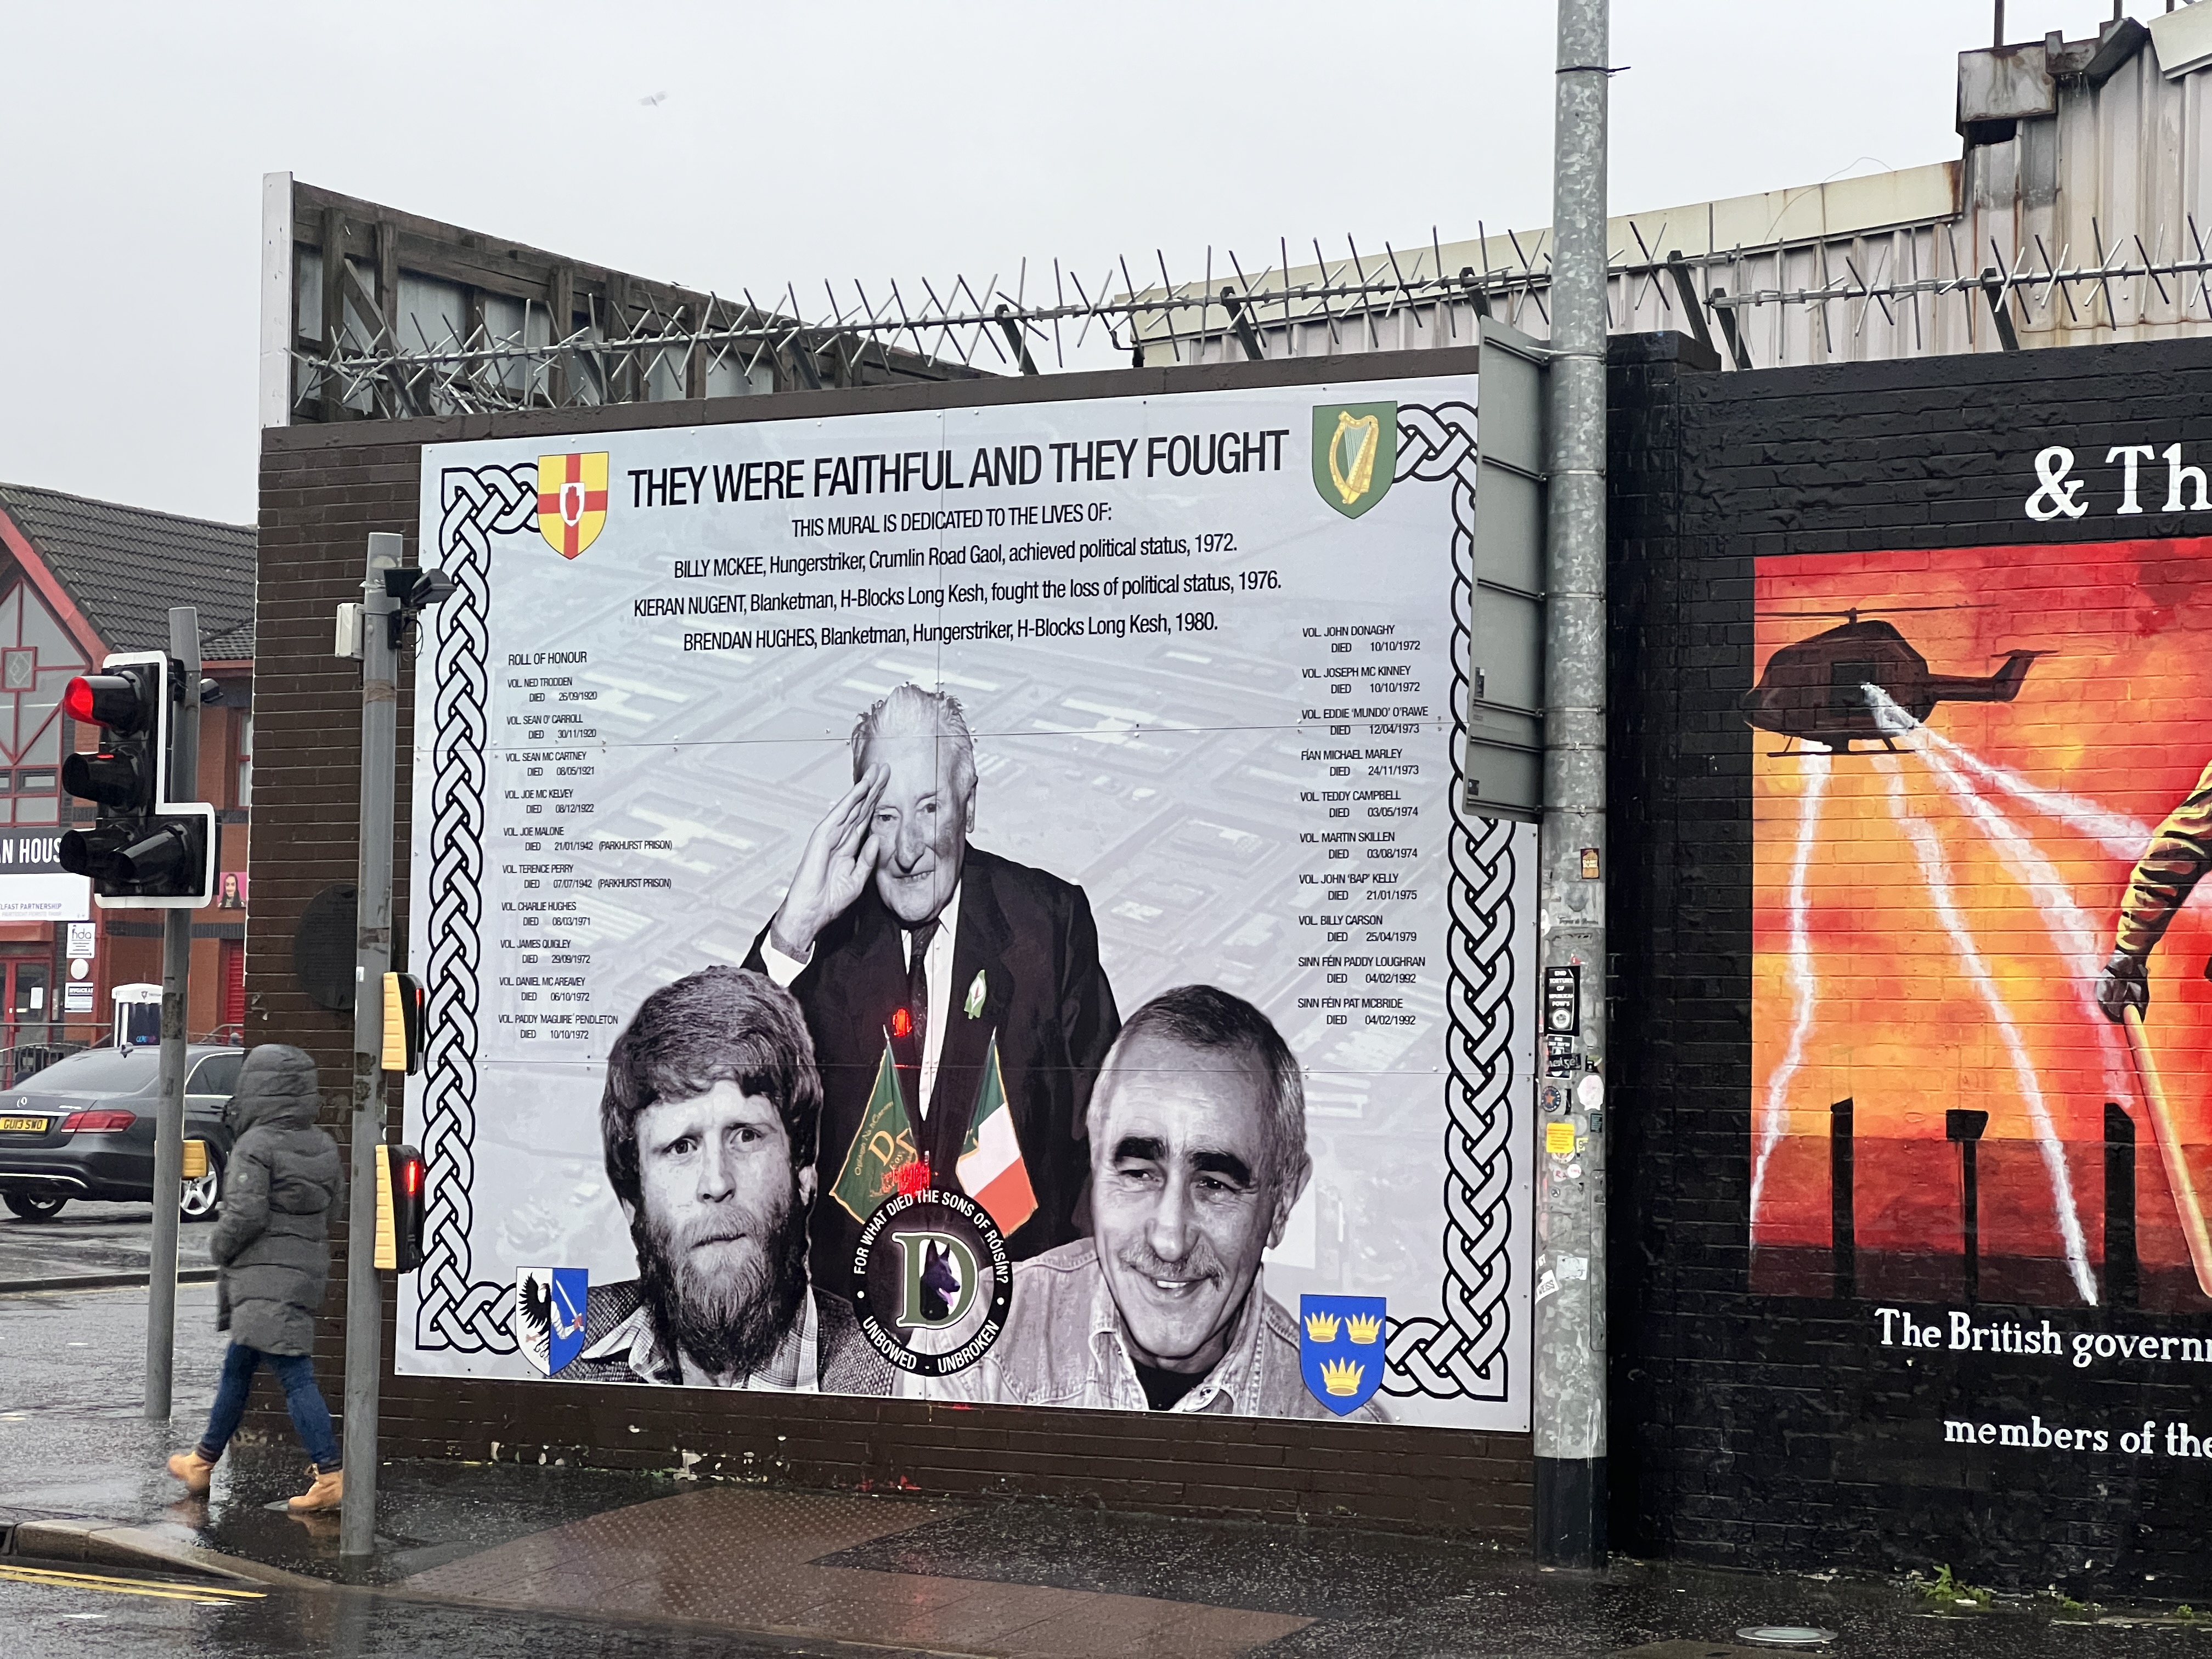 THEY WERE FAITHFUL AND THEY FOUGHT
THIS MURAL IS DEDICATED TO THE LIVES OF:
BILLY MCKEE, Hungerstriker, Crumlin Road Gaol, achieved political status, 1972.
KIERAN NUGENT, Blanketman, H-Blocks Long Kesh, fought the loss of political status, 1976.
BRENDAN HUGHES, Blanketman, Hungerstriker, H-Blocks Long Kesh, 1980.
ROLL OF HONOUR
VOL. NED TRODDEN
DIED 26/09/1920
VOL. SEAN O' CARROLL
DIED 30/11/1920
VOL. SEAN MC CARTNEY
DIED 08/05/1921
VOL. JOE MC KELVEY
DIED 08/12/1922
VOL. JOE MALONE
DIED 21/01/1942 (PARKHURST PRISON)
VOL. TERENCE PERRY
DIED 07/07/1942 (PARKHURST PRISON)
VOL. CHARLIE HUGHES
DIED 08/03/1971
VOL. JAMES QUIGLEY
DIED 29/09/1972
VOL. DANIEL MC AREAVEY
DIED 06/10/1972
VOL. PADDY 'MAGUIRE' PENDLETON
DIED 10/10/1972
VOL. JOHN DONAGHY
DIED 10/10/1972
VOL. JOSEPH MC KINNEY
DIED 10/10/1972
VOL. EDDIE 'MUNDO' O'RAWE
DIED 12/04/1973
FÍAN MICHAEL MARLEY
DIED 24/11/1973
VOL. TEDDY CAMPBELL
DIED 03/05/1974
VOL. MARTIN SKILLEN
DIED 03/08/1974
VOL. JOHN 'BAP' KELLY
DIED 21/01/1975
VOL. BILLY CARSON
DIED 25/04/1979
SINN FÉIN PADDY LOUGHRAN
DIED 04/02/1992
SINN FÉIN PAT MCBRIDE
DIED 04/02/1992
D
FOR WHAT DIED THE SONS OF RÓISÍN?
D
UNBOWED - UNBROKEN
& Th
The British governm
members of the
N HOUS
LFAST PARTNERSHIP
GU13 SWO